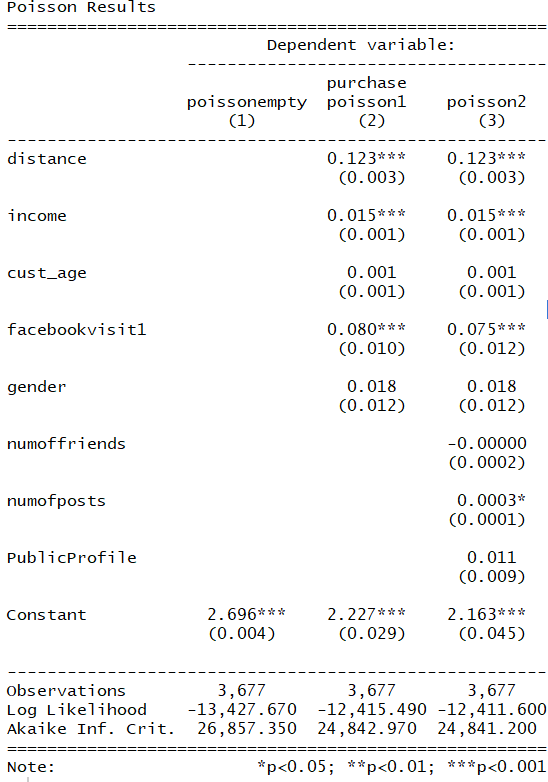 Poisson Results
======================================================
Dependent variable:
------------------------------------
purchase
poissonempty poisson1 poisson2
(1) (2) (3)
------------------------------------------------------
distance 0.123*** 0.123***
(0.003) (0.003)
income 0.015*** 0.015***
(0.001) (0.001)
cust_age 0.001 0.001
(0.001) (0.001)
facebookvisit1 0.080*** 0.075***
(0.010) (0.012)
gender 0.018 0.018
(0.012) (0.012)
numoffriends -0.00000
(0.0002)
numofposts 0.0003*
(0.0001)
PublicProfile 0.011
(0.009)
Constant 2.696*** 2.227*** 2.163***
(0.004) (0.029) (0.045)
------------------------------------------------------
Observations 3,677 3,677 3,677
Log Likelihood -13,427.670 -12,415.490 -12,411.600
Akaike Inf. Crit. 26,857.350 24,842.970 24,841.200
======================================================
Note: *p<0.05; **p<0.01; ***p<0.001